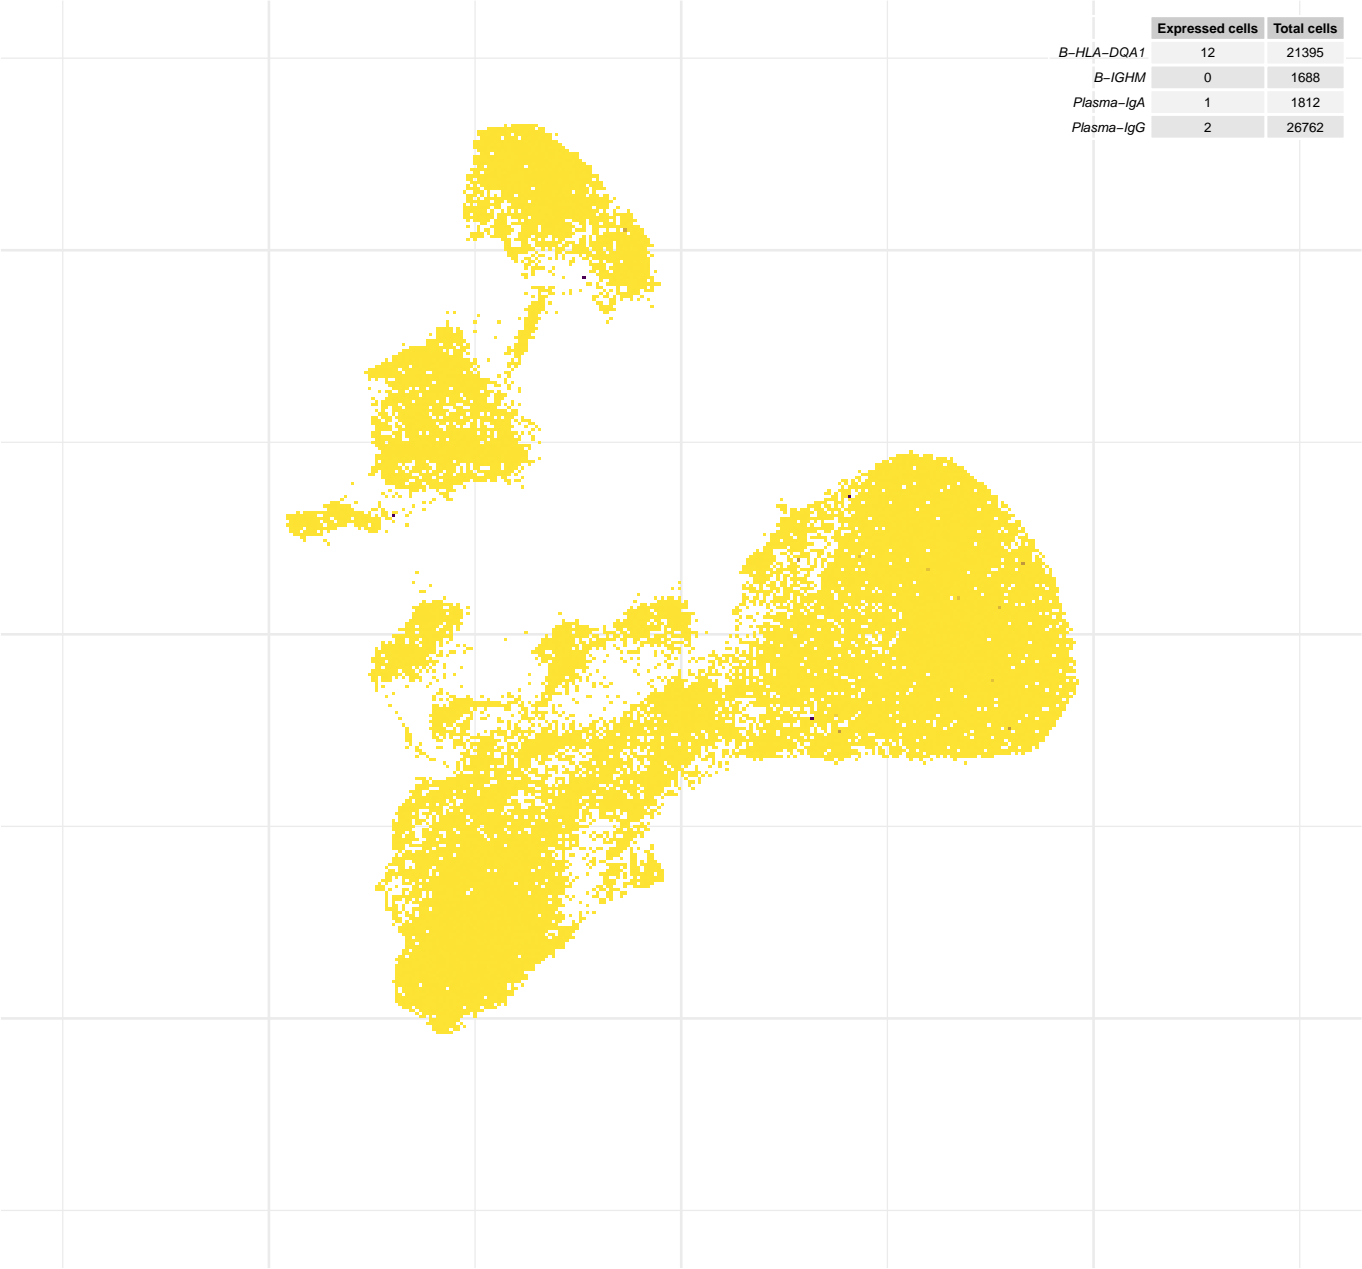 Expressed cells Total cells
B−HLA−DQA1 12 21395
B−IGHM 0 1688
Plasma−IgA 1 1812
Plasma−IgG 2 26762